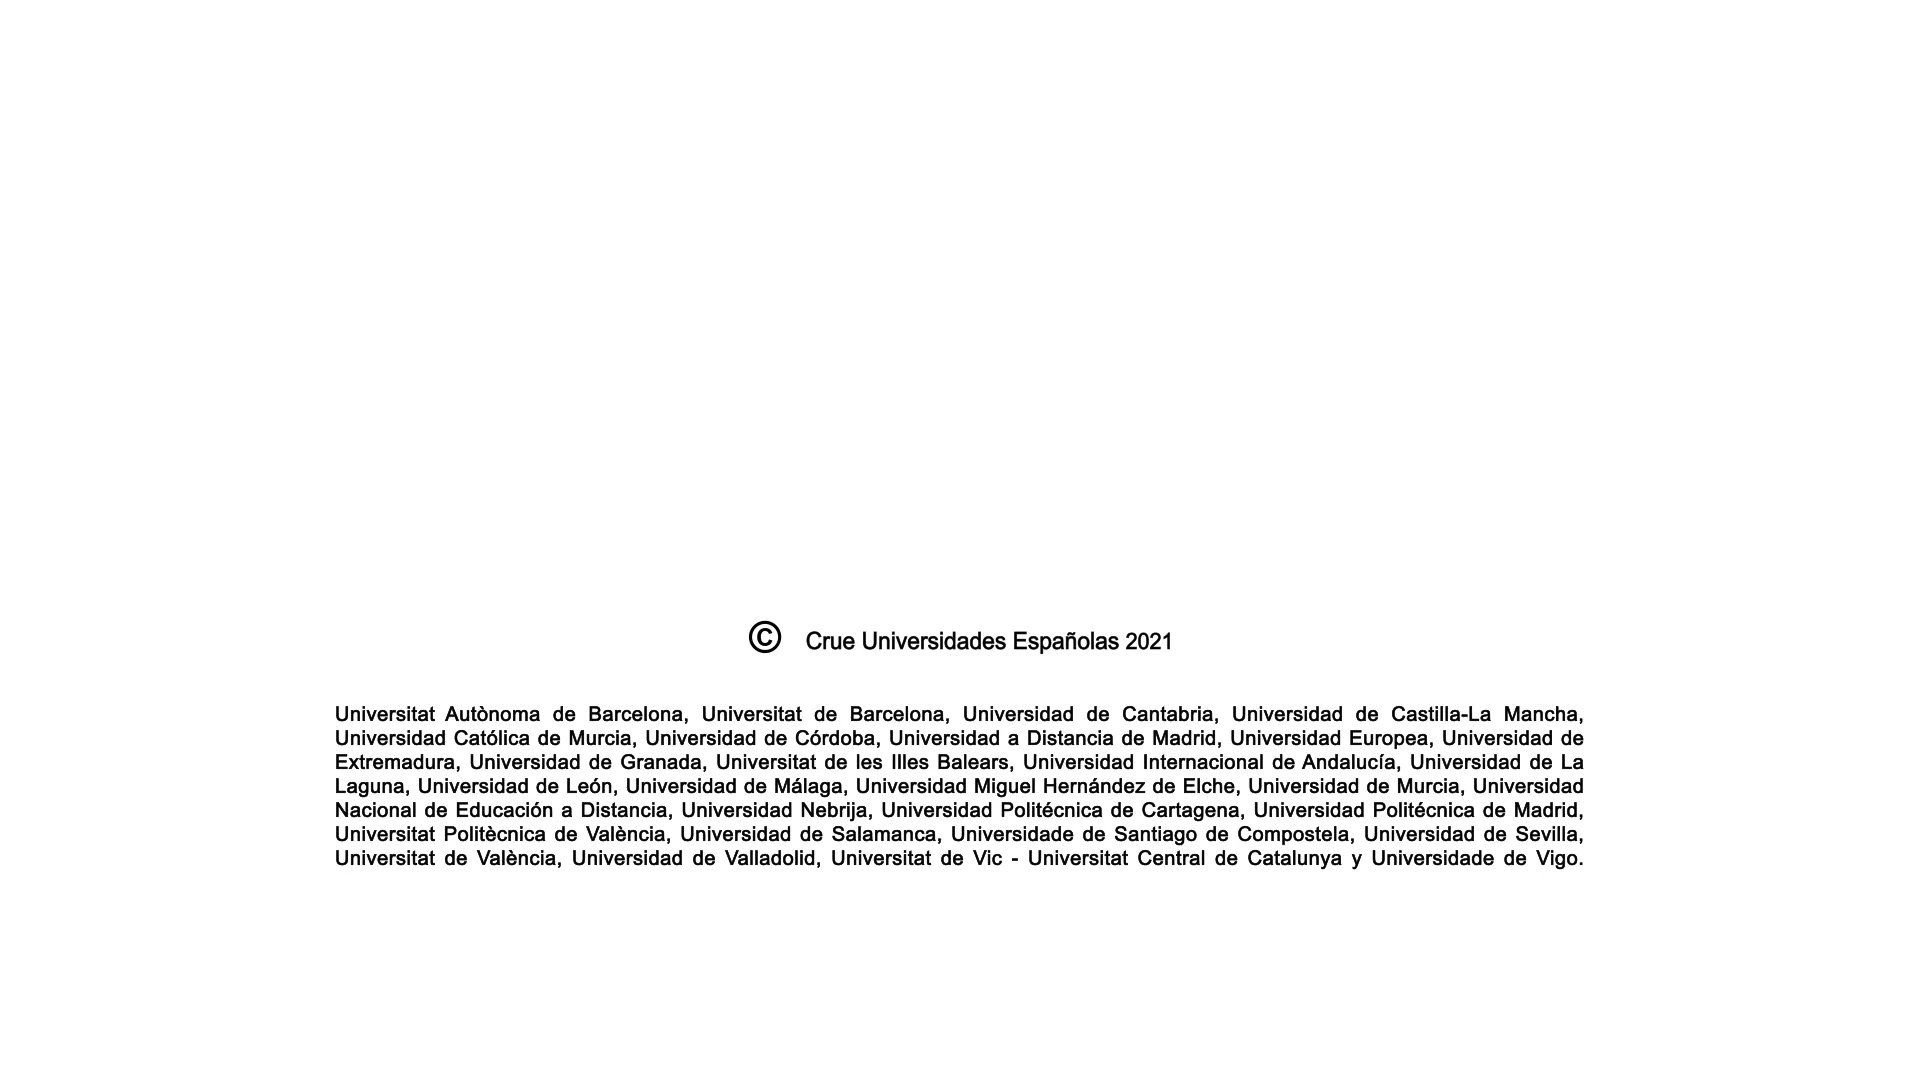 © Crue Universidades Españolas 2021
Universitat Autònoma de Barcelona, Universitat de Barcelona, Universidad de Cantabria, Universidad de Castilla-La Mancha,
Universidad Católica de Murcia, Universidad de Córdoba, Universidad a Distancia de Madrid, Universidad Europea, Universidad de
Extremadura, Universidad de Granada, Universitat de les Illes Balears, Universidad Internacional de Andalucía, Universidad de La
Laguna, Universidad de León, Universidad de Málaga, Universidad Miguel Hernández de Elche, Universidad de Murcia, Universidad
Nacional de Educación a Distancia, Universidad Nebrija, Universidad Politécnica de Cartagena, Universidad Politécnica de Madrid,
Universitat Politècnica de València, Universidad de Salamanca, Universidade de Santiago de Compostela, Universidad de Sevilla,
Universitat de València, Universidad de Valladolid, Universitat de Vic - Universitat Central de Catalunya y Universidade de Vigo.